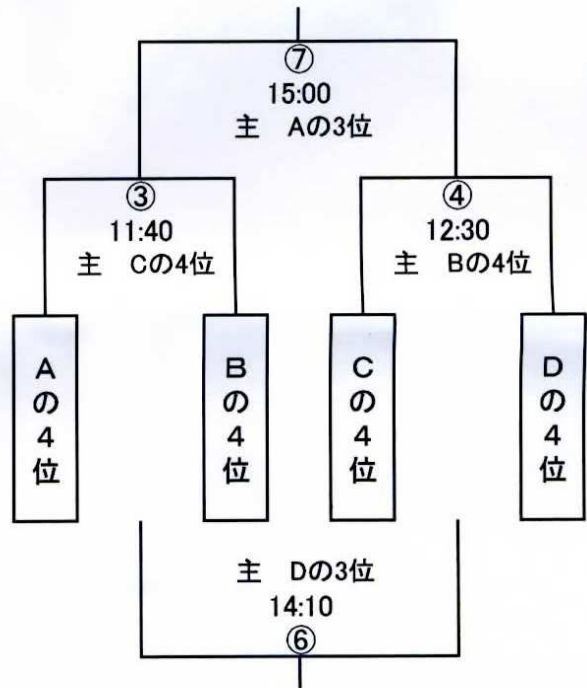 ⑦
15:00
主 Aの3位
③
11:40
主 Cの4位
④
12:30
主 Bの4位
Aの4位
Bの4位
Cの4位
Dの4位
主 Dの3位
14:10
⑥